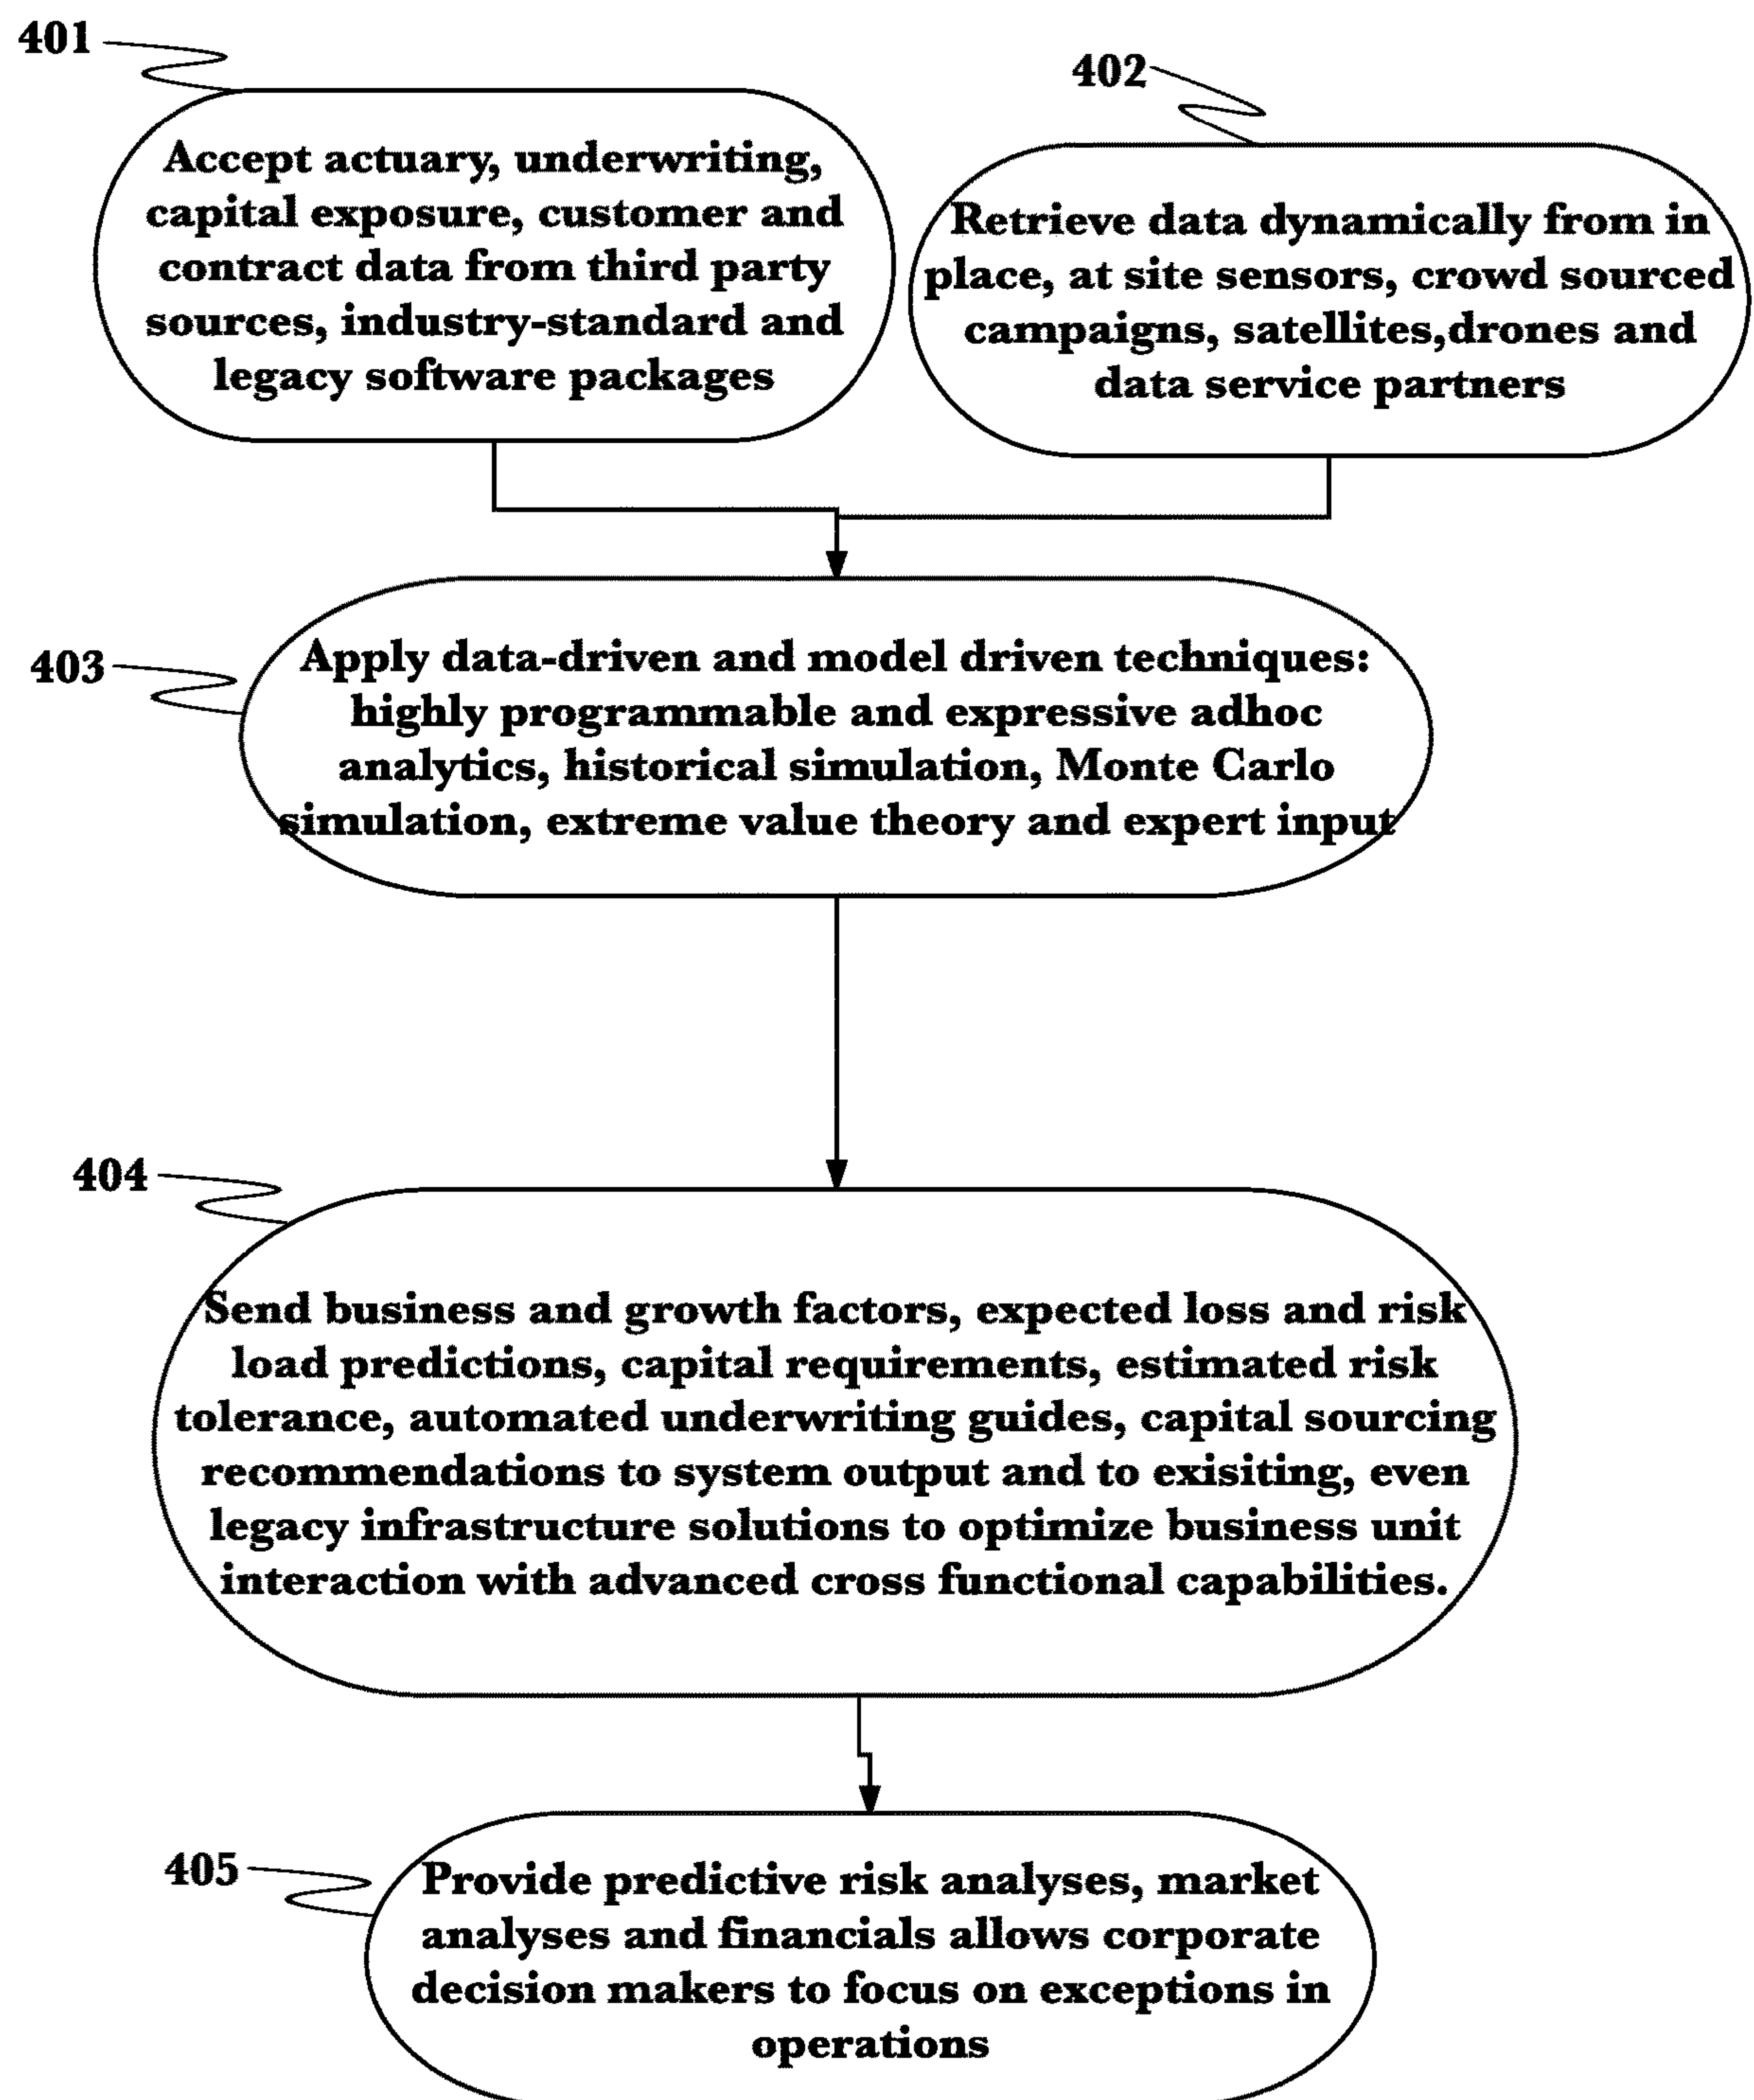 401
Accept actuary, underwriting,
capital exposure, customer and
contract data from third party
sources, industry-standard and
legacy software packages
402
Retrieve data dynamically from in
place, at site sensors, crowd sourced
campaigns, satellites,drones and
data service partners
403
Apply data-driven and model driven techniques:
highly programmable and expressive adhoc
analytics, historical simulation, Monte Carlo
simulation, extreme value theory and expert input
404
Send business and growth factors, expected loss and risk
load predictions, capital requirements, estimated risk
tolerance, automated underwriting guides, capital sourcing
recommendations to system output and to exisiting, even
legacy infrastructure solutions to optimize business unit
interaction with advanced cross functional capabilities.
405
Provide predictive risk analyses, market
analyses and financials allows corporate
decision makers to focus on exceptions in
operations